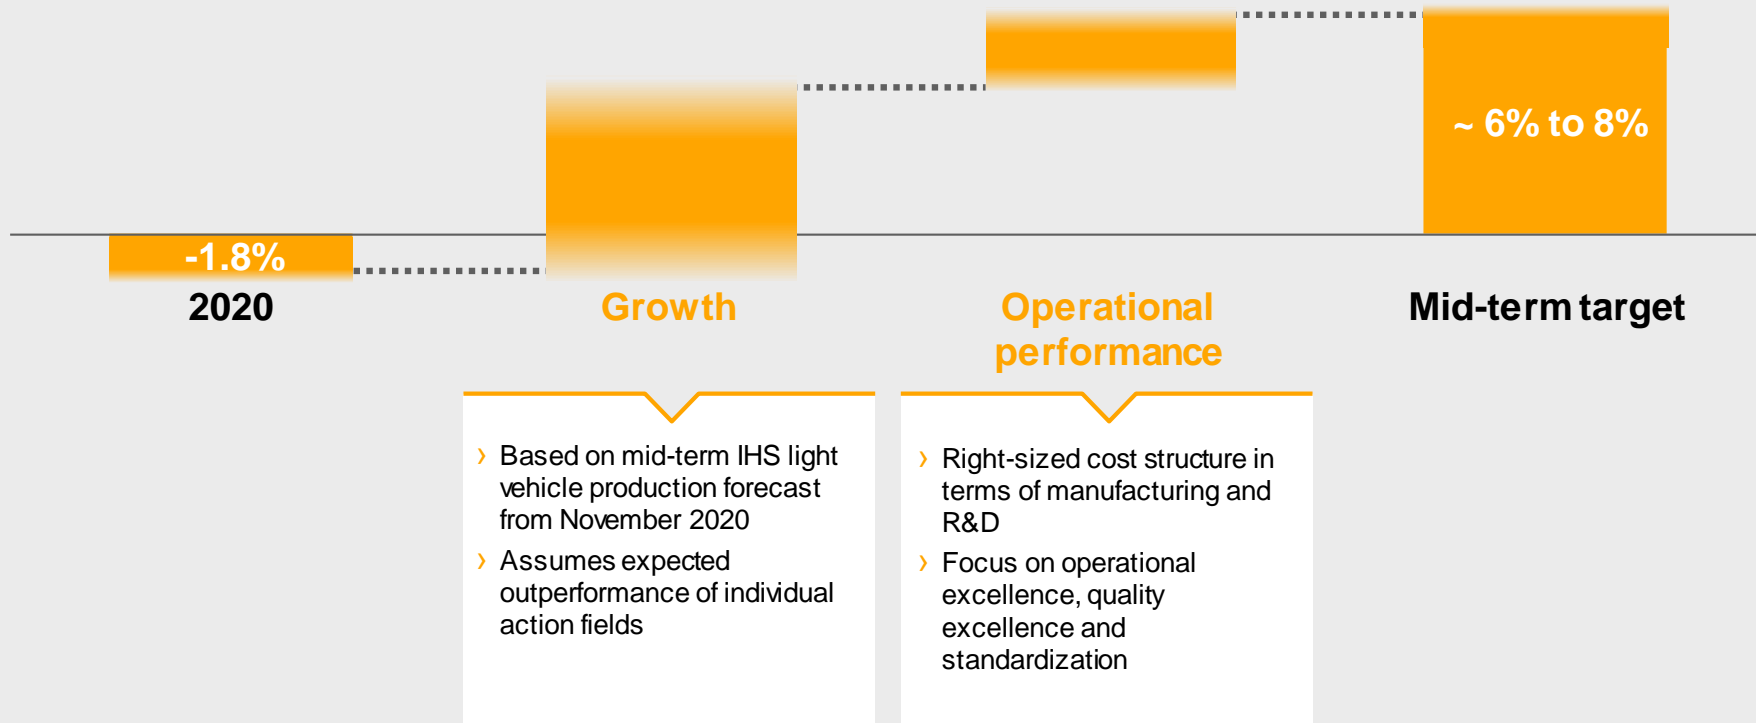 ~ 6% to 8%
-1.8%
2020
Growth
Operational
performance
Mid-term target
› Based on mid-term IHS light
vehicle production forecast
from November 2020
› Assumes expected
outperformance of individual
action fields
› Right-sized cost structure in
terms of manufacturing and
R&D
› Focus on operational
excellence, quality
excellence and
standardization